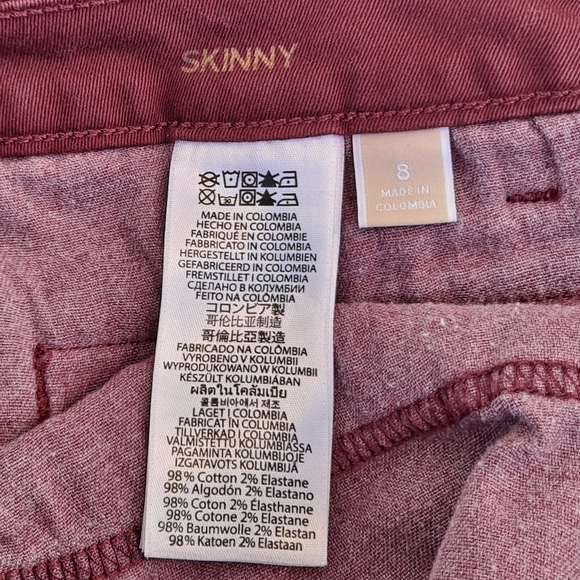 SKINNY
8
MADE IN
COLOMBIA
MADE IN COLOMBIA
HECHO EN COLOMBIA
FABRIQUÉ EN COLOMBIE
FABBRICATO IN COLOMBIA
HERGESTELLT IN KOLUMBIEN
GEFABRICEERD IN COLOMBIA
FREMSTILLET I COLOMBIA
СДЕЛАНО В КОЛУМБИИ
FEITO NA COLÔMBIA
コロンビア製
哥伦比亚制造
哥倫比亞製造
FABRICADO NA COLÔMBIA
VYROBENO V KOLUMBII
WYPRODUKOWANO W KOLUMBII
KÉSZÜLT KOLUMBIÁBAN
ผลิตในโคลัมเบีย
콜롬비아에서 제조
LAGET I COLOMBIA
FABRICAT IN COLUMBIA
TILLVERKAD I COLOMBIA
VALMISTETTU KOLUMBIASSA
PAGAMINTA KOLUMBIJOJE
IZGATAVOTS KOLUMBIJĀ
98% Cotton 2% Elastane
98% Algodón 2% Elastano
98% Coton 2% Élasthanne
98% Cotone 2% Elastane
98% Baumwolle 2% Elastan
98% Katoen 2% Elastaan